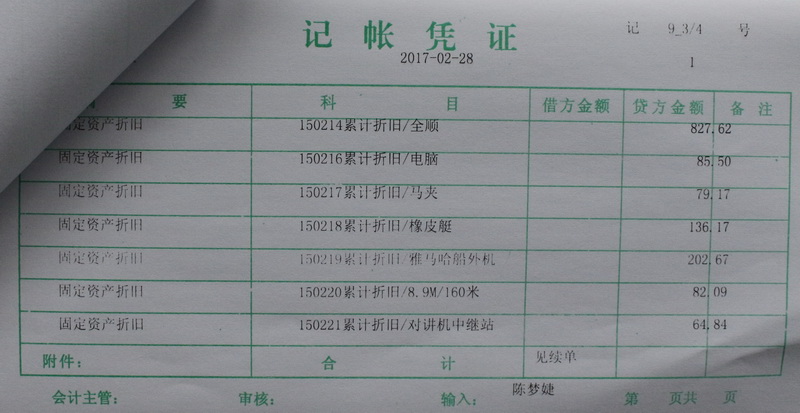 记 帐 凭 证
记 9_3/4 号
2017-02-28
1
要 科 目 借方金额 贷方金额 备 注
固定资产折旧 150214累计折旧/全顺 827.62
固定资产折旧 150216累计折旧/电脑 85.50
固定资产折旧 150217累计折旧/马夹 79.17
固定资产折旧 150218累计折旧/橡皮艇 136.17
固定资产折旧 150219累计折旧/雅马哈船外机 202.67
固定资产折旧 150220累计折旧/8.9M/160米 82.09
固定资产折旧 150221累计折旧/对讲机中继站 64.84
附件： 合 计 见续单
会计主管： 审核： 输入： 陈梦婕 第 页共 页